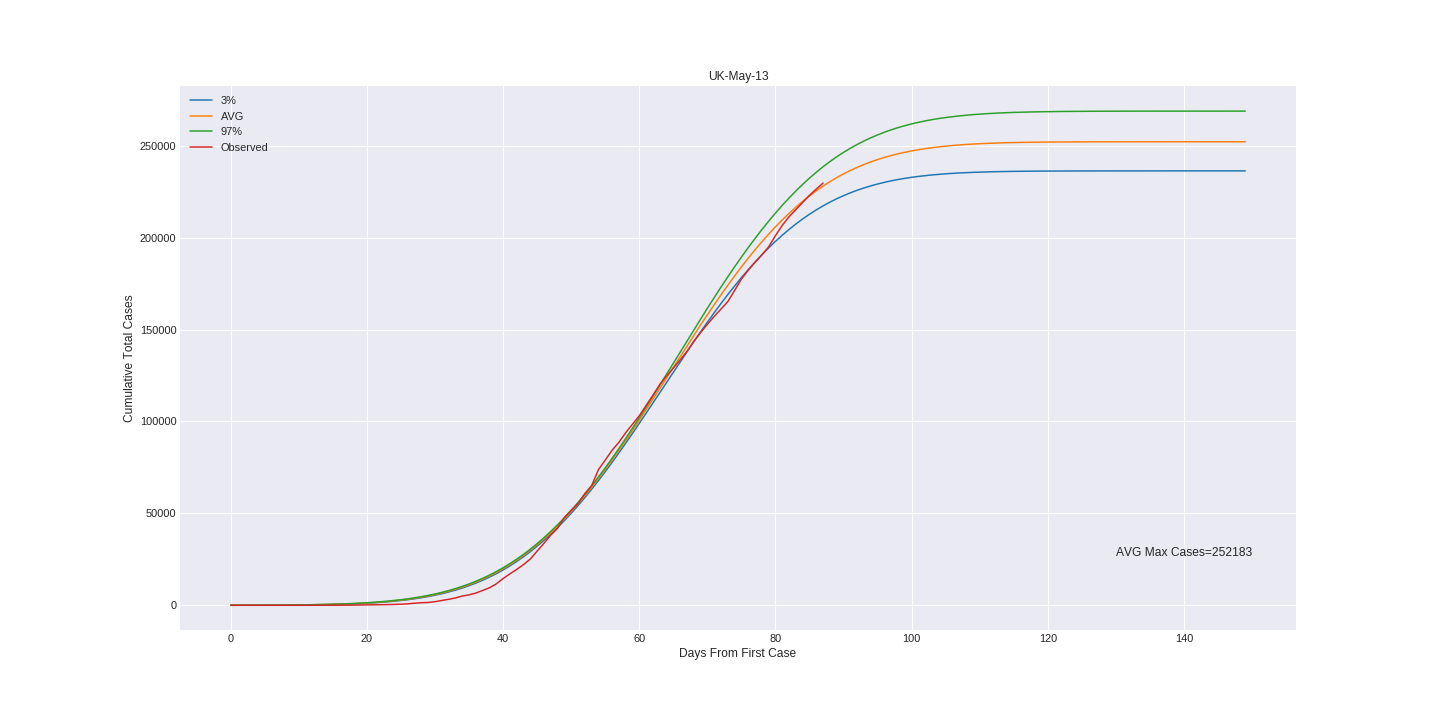 UK-May-13
3%
AVG
97%
Observed
250000
200000
150000
100000
50000
0
Cumulative Total Cases
AVG Max Cases=252183
0 20 40 60 80 100 120 140
Days From First Case